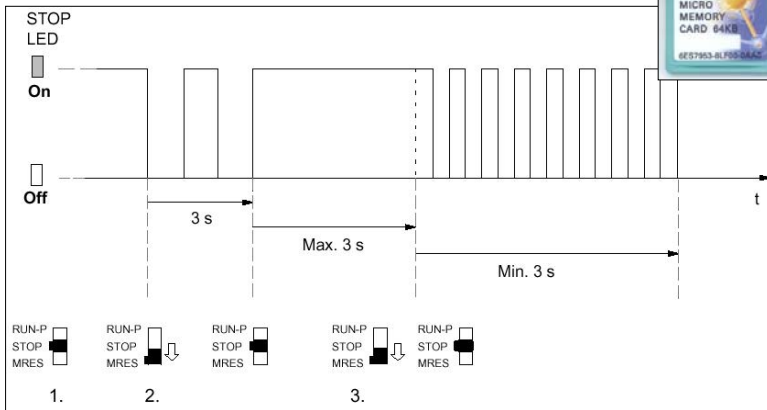 STOP
LED
On
Off
MICRO
MEMORY
CARD 64KB
t
3 s
Max. 3 s
Min. 3 s
RUN-P
STOP
MRES
RUN-P
STOP
MRES
RUN-P
STOP
MRES
RUN-P
STOP
MRES
RUN-P
STOP
MRES
1.
2.
3.